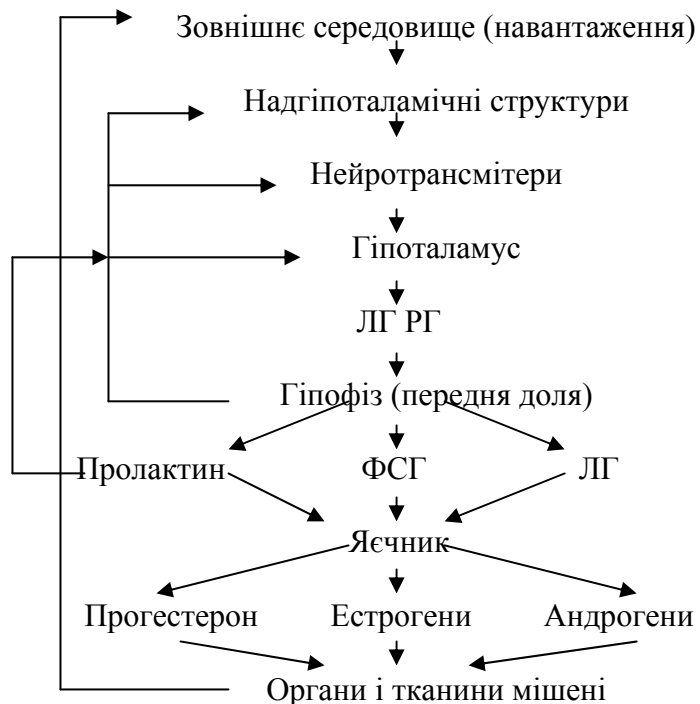 Зовнішнє середовище (навантаження)
Надгіпоталамічні структури
Нейротрансмітери
Гіпоталамус
ЛГ РГ
Гіпофіз (передня доля)
Пролактин ФСГ ЛГ
Яєчник
Прогестерон Естрогени Андрогени
Органи і тканини мішені